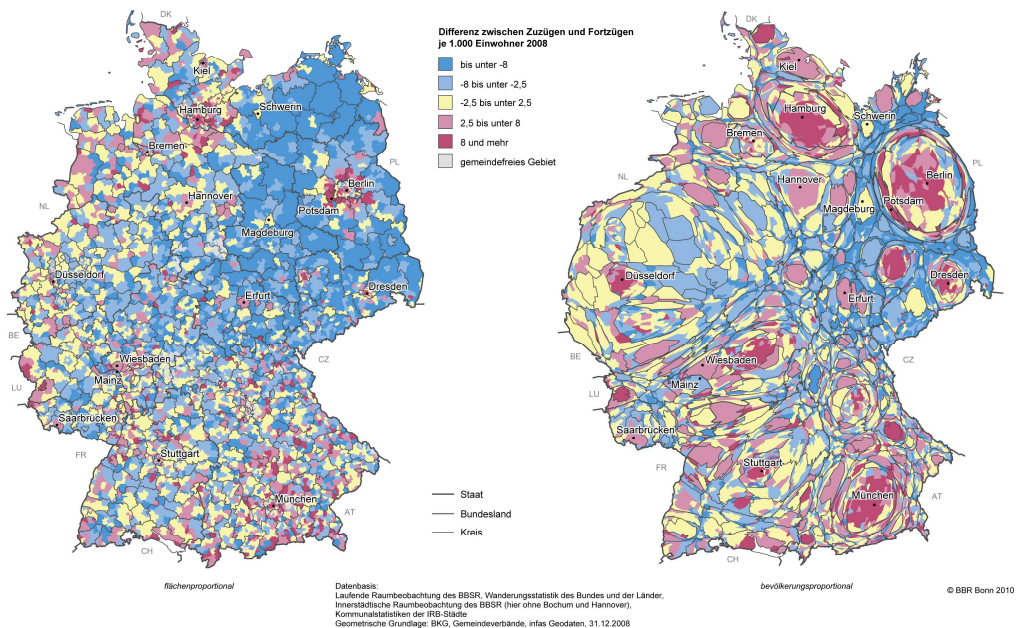 Differenz zwischen Zuzügen und Fortzügen
je 1.000 Einwohner 2008
bis unter -8
-8 bis unter -2,5
-2,5 bis unter 2,5
2,5 bis unter 8
8 und mehr
gemeindefreies Gebiet
DK
Kiel
Hamburg
Schwerin
Bremen
PL
Berlin
NL
Hannover
Potsdam
Magdeburg
Düsseldorf
Dresden
Erfurt
BE
Wiesbaden
CZ
Mainz
LU
Saarbrücken
FR
Stuttgart
München
AT
CH
DK
Kiel
Hamburg
Schwerin
Bremen
PL
NL
Berlin
Hannover
Potsdam
Magdeburg
Düsseldorf
Dresden
Erfurt
BE
Wiesbaden
CZ
Mainz
LU
Saarbrücken
FR
Stuttgart
München
AT
CH
Staat
Bundesland
Kreis
flächenproportional
bevölkerungsproportional
Datenbasis:
Laufende Raumbeobachtung des BBSR, Wanderungsstatistik des Bundes und der Länder,
Innerstädtische Raumbeobachtung des BBSR (hier ohne Bochum und Hannover),
Kommunalstatistiken der IRB-Städte
Geometrische Grundlage: BKG, Gemeindeverbände, infas Geodaten, 31.12.2008
© BBR Bonn 2010